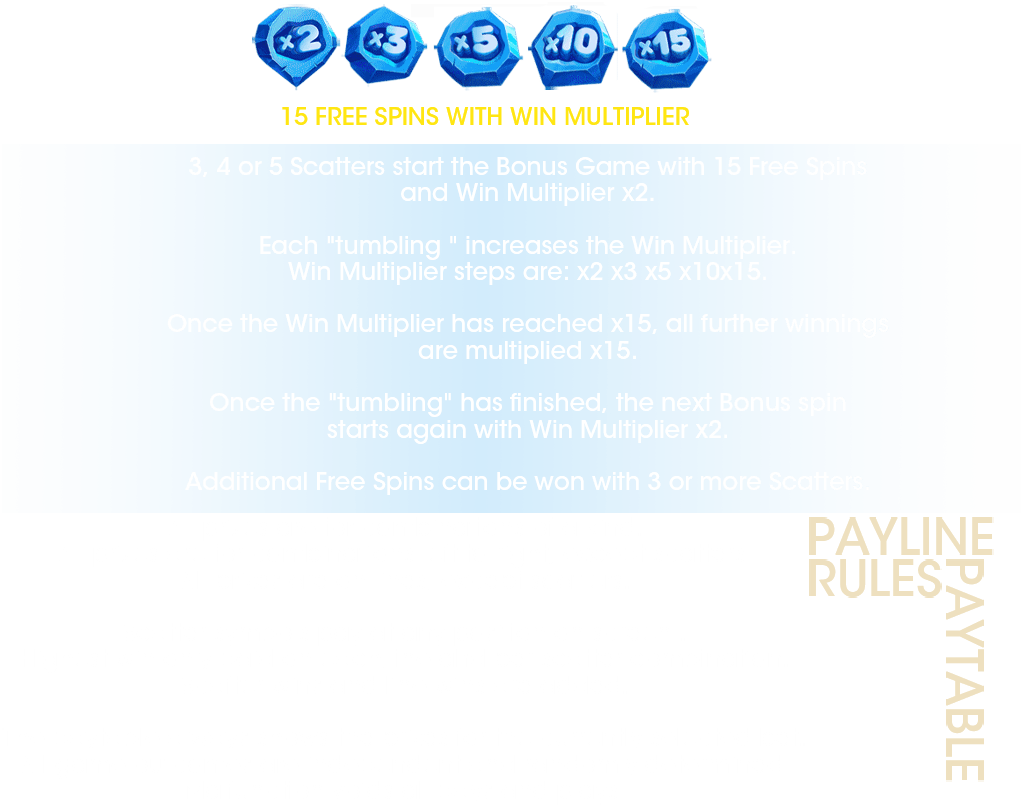 x2 x3 x5 x10 x15
15 FREE SPINS WITH WIN MULTIPLIER
3, 4 or 5 Scatters start the Bonus Game with 15 Free Spins
and Win Multiplier x2.
Each "tumbling " increases the Win Multiplier.
Win Multiplier steps are: x2 x3 x5 x10x15.
Once the Win Multiplier has reached x15, all further winnings
are multiplied x15.
Once the "tumbling" has finished, the next Bonus spin
starts again with Win Multiplier x2.
Additional Free Spins can be won with 3 or more Scatters
PAYLINE
RULES
PAYTABLE